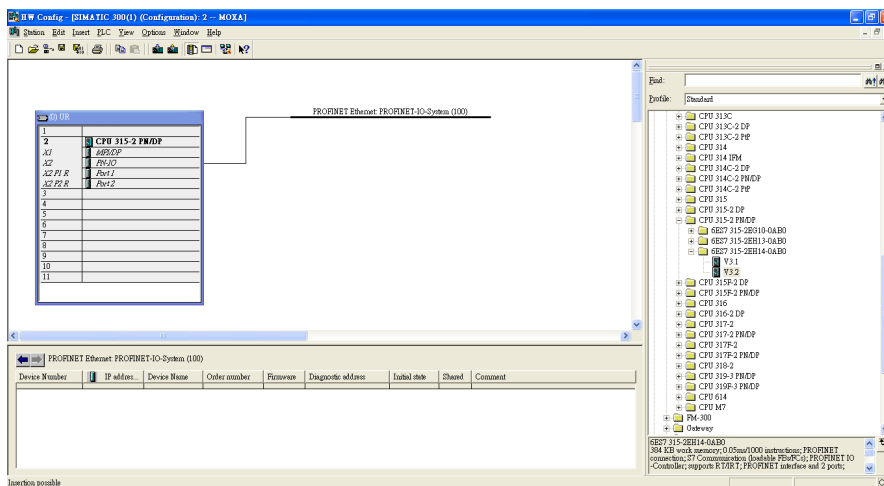 HW Config - [SIMATIC 300(1) (Configuration): 2 -- MOXA]
Station Edit Insert PLC View Options Window Help
(0) UR
1
2 CPU 315-2 PN/DP
X1 MPI/DP
X2 PN-IO
X2 P1 R Port 1
X2 P2 R Port 2
3
4
5
6
7
8
9
10
11
PROFINET Ethernet: PROFINET-IO-System (100)
PROFINET Ethernet: PROFINET-IO-System (100)
Device Number IP addres... Device Name Order number Firmware Diagnostic address Initial state Shared Comment
Insertion possible
Find:
Profile: Standard
CPU 313C
CPU 313C-2 DP
CPU 313C-2 PtP
CPU 314
CPU 314 IFM
CPU 314C-2 DP
CPU 314C-2 PN/DP
CPU 314C-2 PtP
CPU 315
CPU 315-2 DP
CPU 315-2 PN/DP
6ES7 315-2EG10-0AB0
6ES7 315-2EH13-0AB0
6ES7 315-2EH14-0AB0
V3.1
V3.2
CPU 315F-2 DP
CPU 315F-2 PN/DP
CPU 316
CPU 316-2 DP
CPU 317-2
CPU 317-2 PN/DP
CPU 317F-2
CPU 317F-2 PN/DP
CPU 318-2
CPU 319-3 PN/DP
CPU 319F-3 PN/DP
CPU 614
CPU M7
FM-300
Gateway
6ES7 315-2EH14-0AB0
384 KB work memory; 0.05ms/1000 instructions; PROFINET
connection; S7 Communication (loadable FBs/FCs); PROFINET IO
-Controller; supports RT/IRT; PROFINET interface and 2 ports;